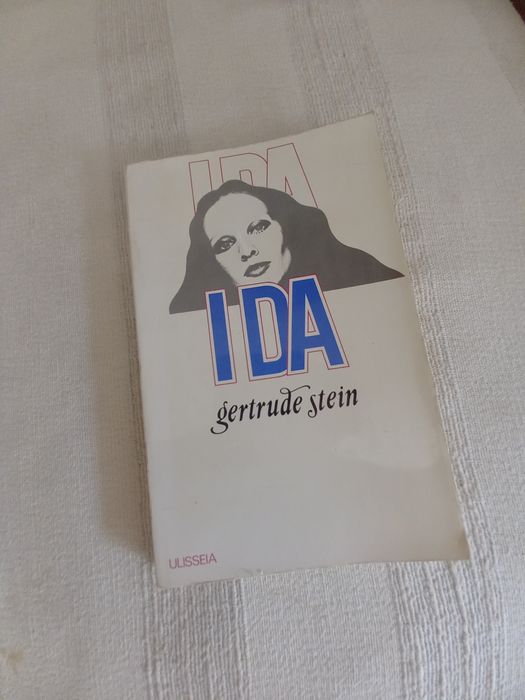 IDA
IDA
gertrude stein
ULISSEIA